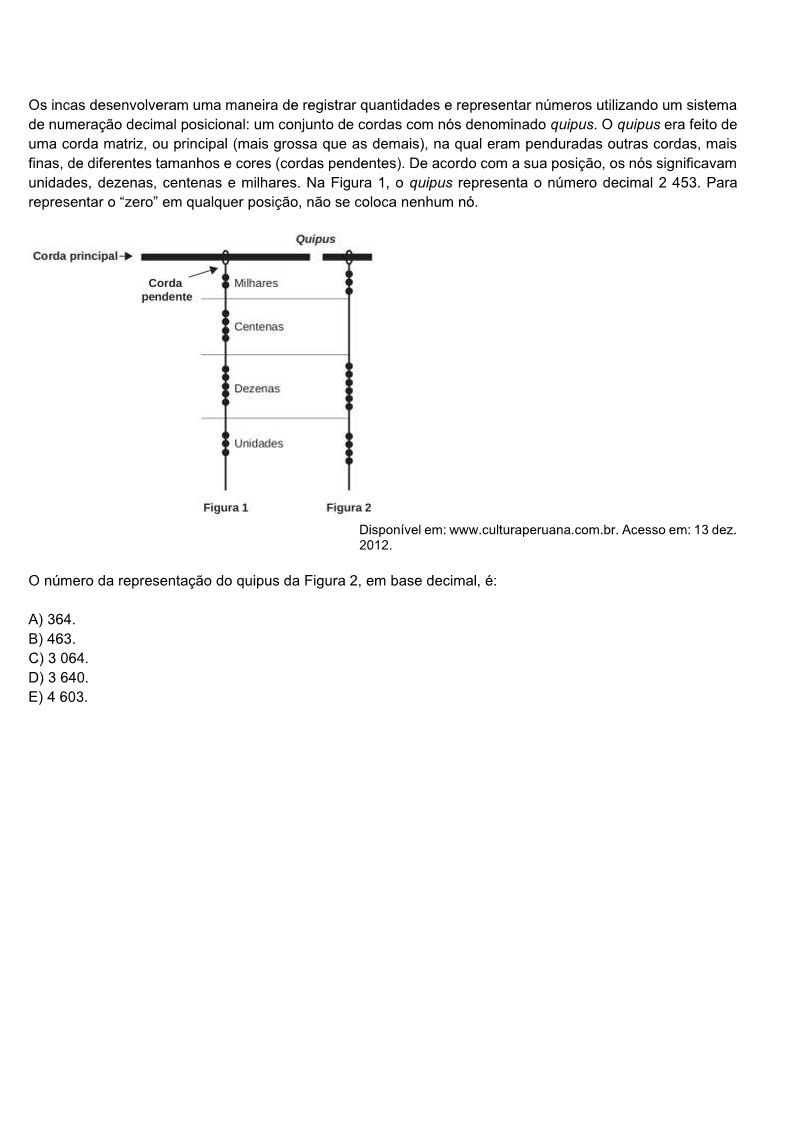 Os incas desenvolveram uma maneira de registrar quantidades e representar números utilizando um sistema
de numeração decimal posicional: um conjunto de cordas com nós denominado quipus. O quipus era feito de
uma corda matriz, ou principal (mais grossa que as demais), na qual eram penduradas outras cordas, mais
finas, de diferentes tamanhos e cores (cordas pendentes). De acordo com a sua posição, os nós significavam
unidades, dezenas, centenas e milhares. Na Figura 1, o quipus representa o número decimal 2 453. Para
representar o “zero” em qualquer posição, não se coloca nenhum nó.
Quipus
Corda principal
Corda
pendente
Milhares
Centenas
Dezenas
Unidades
Figura 1
Figura 2
Disponível em: www.culturaperuana.com.br. Acesso em: 13 dez.
2012.
O número da representação do quipus da Figura 2, em base decimal, é:
A) 364.
B) 463.
C) 3 064.
D) 3 640.
E) 4 603.